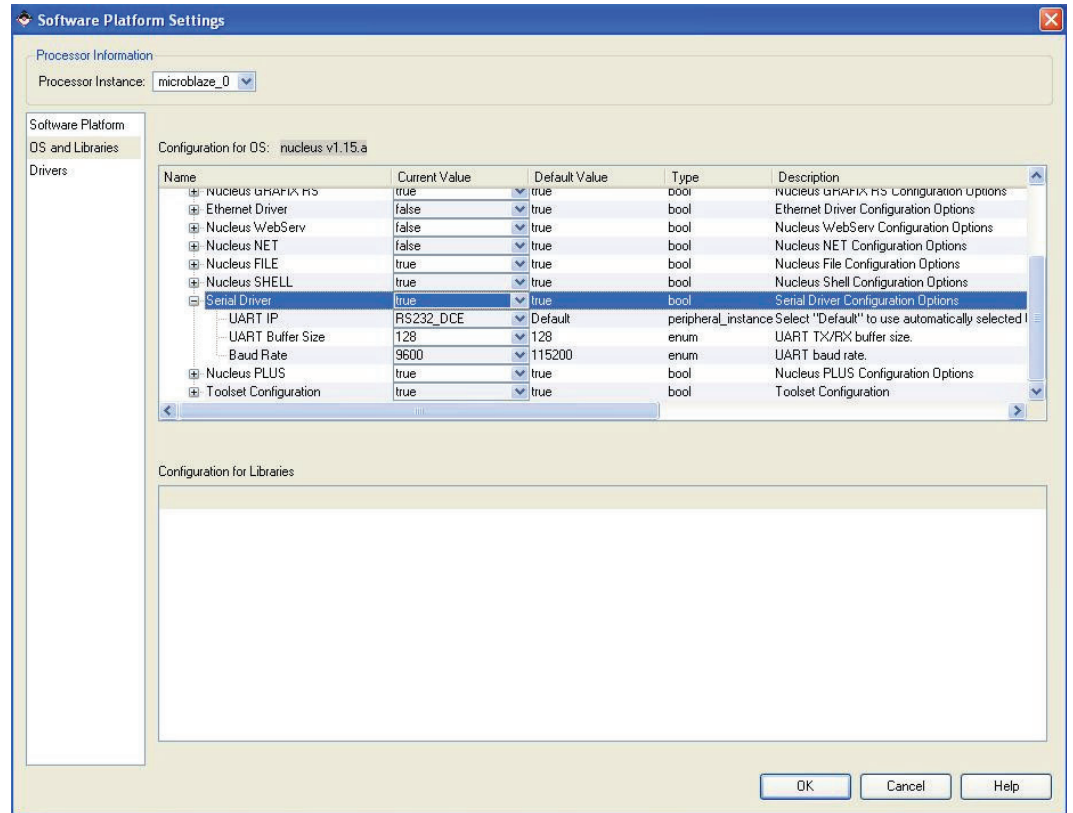 Software Platform Settings
Processor Information
Processor Instance: microblaze_0
Software Platform
OS and Libraries
Drivers
Configuration for OS: nucleus v1.15.a
Name Current Value Default Value Type Description
Nucleus GRAFIX RS true true bool Nucleus GRAFIX RS Configuration Options
Ethernet Driver false true bool Ethernet Driver Configuration Options
Nucleus WebServ false true bool Nucleus WebServ Configuration Options
Nucleus NET false true bool Nucleus NET Configuration Options
Nucleus FILE true true bool Nucleus File Configuration Options
Nucleus SHELL true true bool Nucleus Shell Configuration Options
Serial Driver true true bool Serial Driver Configuration Options
UART IP RS232_DCE Default peripheral_instance Select "Default" to use automatically selected
UART Buffer Size 128 128 enum UART TX/RX buffer size.
Baud Rate 9600 115200 enum UART baud rate.
Nucleus PLUS true true bool Nucleus PLUS Configuration Options
Toolset Configuration true true bool Toolset Configuration
Configuration for Libraries
OK Cancel Help